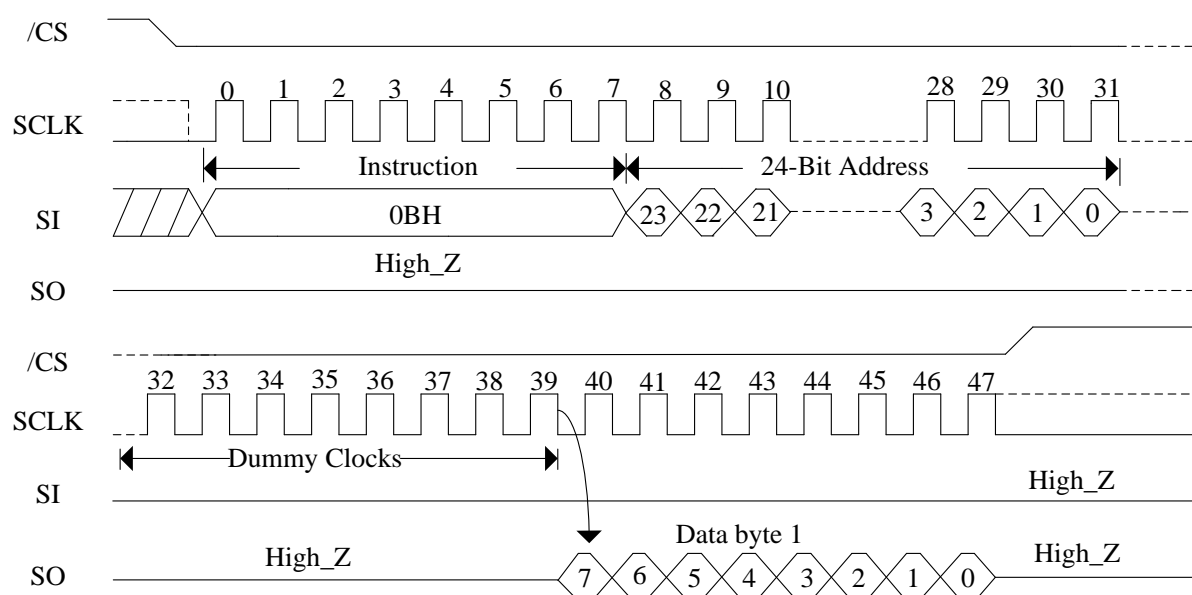 /CS
0 1 2 3 4 5 6 7 8 9 10 28 29 30 31
SCLK
Instruction 24-Bit Address
SI 0BH 23 22 21 3 2 1 0
High_Z
SO
/CS
32 33 34 35 36 37 38 39 40 41 42 43 44 45 46 47
SCLK
Dummy Clocks
SI High_Z
Data byte 1
SO High_Z 7 6 5 4 3 2 1 0 High_Z